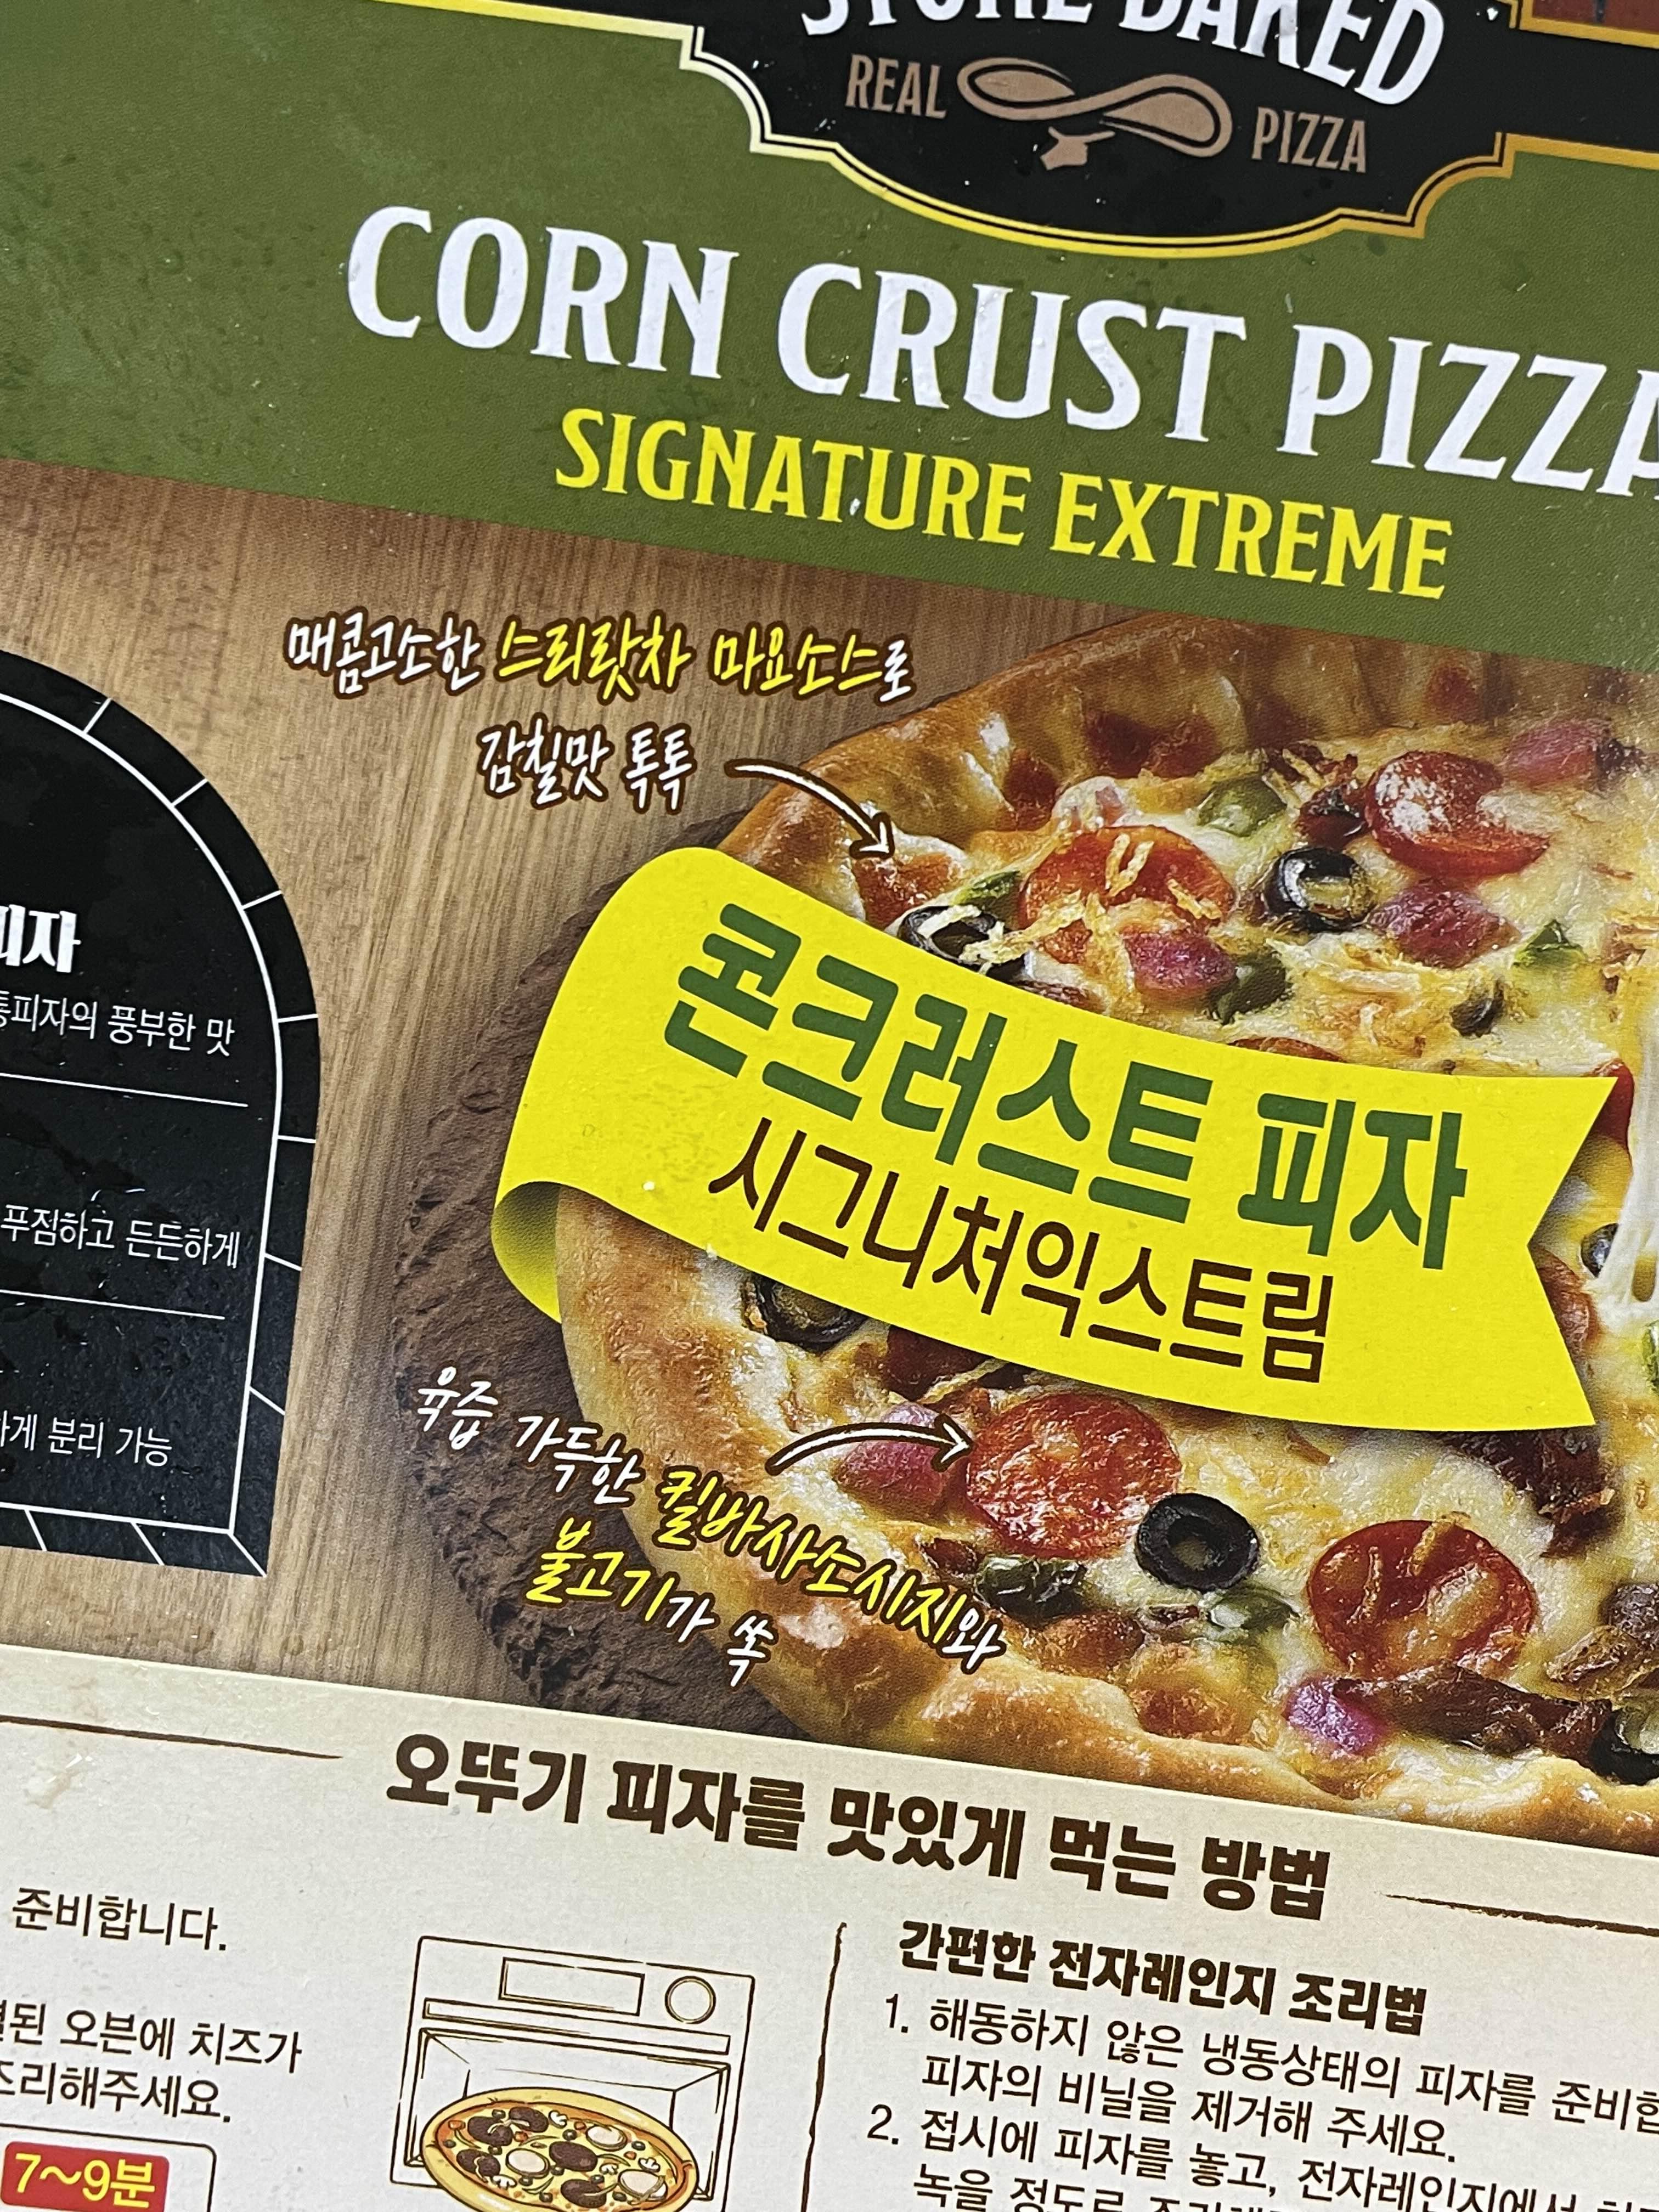 STONE BAKED
REAL PIZZA
CORN CRUST PIZZA
SIGNATURE EXTREME
매콤고소한 스리랏차 마요소스로
감칠맛 톡톡
피자
통피자의 풍부한 맛
푸짐하고 든든하게
하게 분리 가능
콘크러스트 피자
시그니처익스트림
육즙 가득한 킬바사소시지와
불고기가 쏙
오뚜기 피자를 맛있게 먹는 방법
준비합니다.
오븐에 치즈가
조리해주세요.
7~9분
간편한 전자레인지 조리법
1. 해동하지 않은 냉동상태의 피자를 준비합
피자의 비닐을 제거해 주세요.
2. 접시에 피자를 놓고, 전자레인지에서
녹을 정도로